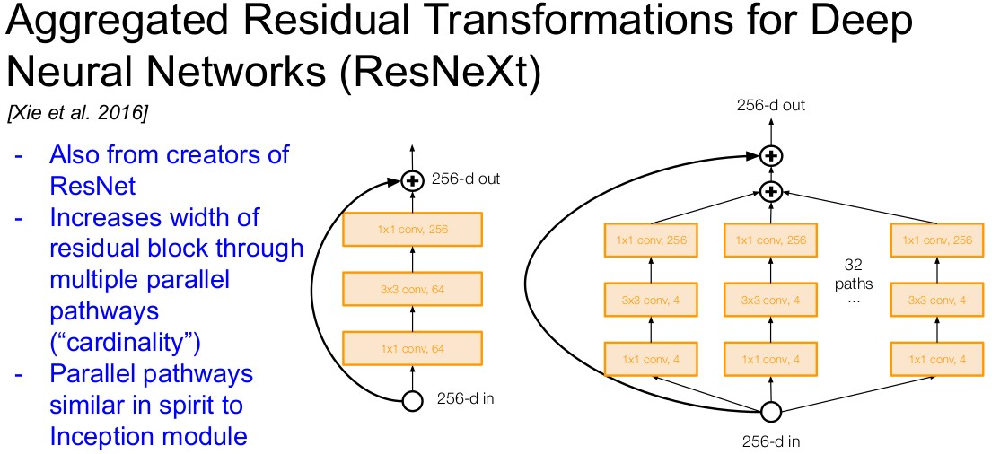 Aggregated Residual Transformations for Deep
Neural Networks (ResNeXt)
[Xie et al. 2016]
- Also from creators of
ResNet
- Increases width of
residual block through
multiple parallel
pathways
(“cardinality”)
- Parallel pathways
similar in spirit to
Inception module
256-d out
1x1 conv, 256
3x3 conv, 64
1x1 conv, 64
256-d in
256-d out
1x1 conv, 256
1x1 conv, 256
1x1 conv, 256
32
paths
...
3x3 conv, 4
3x3 conv, 4
3x3 conv, 4
1x1 conv, 4
1x1 conv, 4
1x1 conv, 4
256-d in